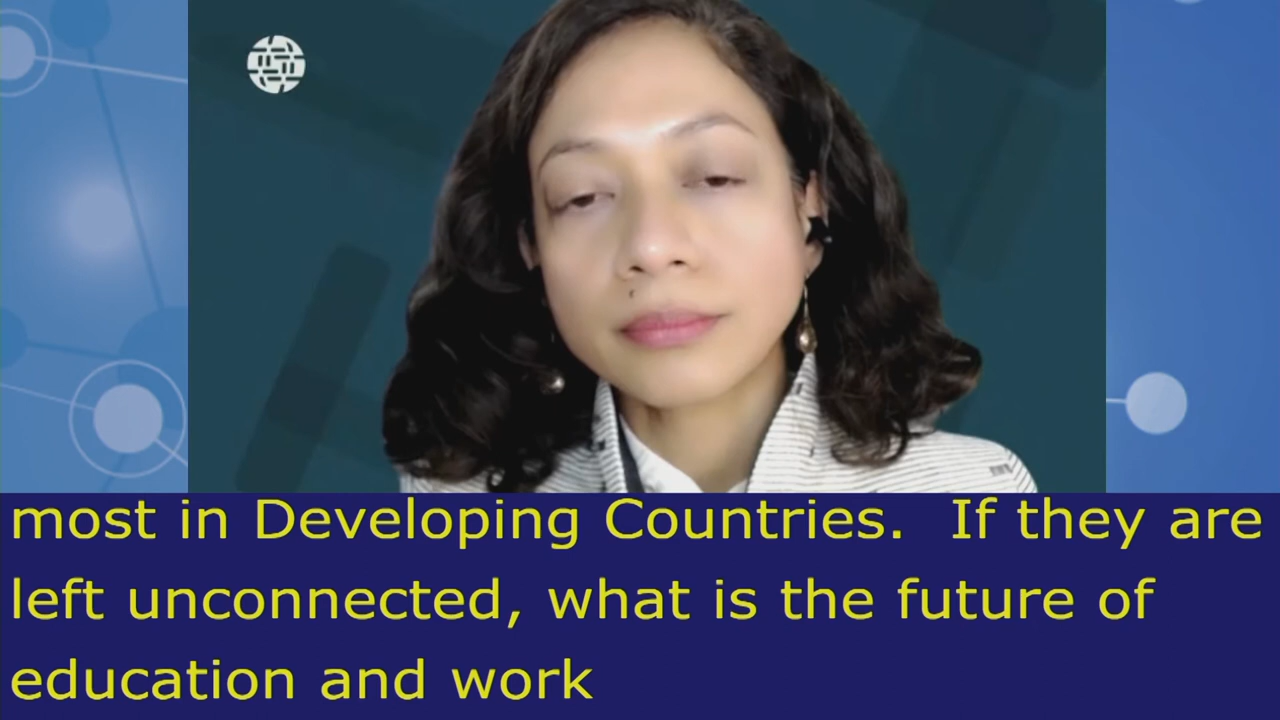 most in Developing Countries.  If they are
left unconnected, what is the future of
education and work